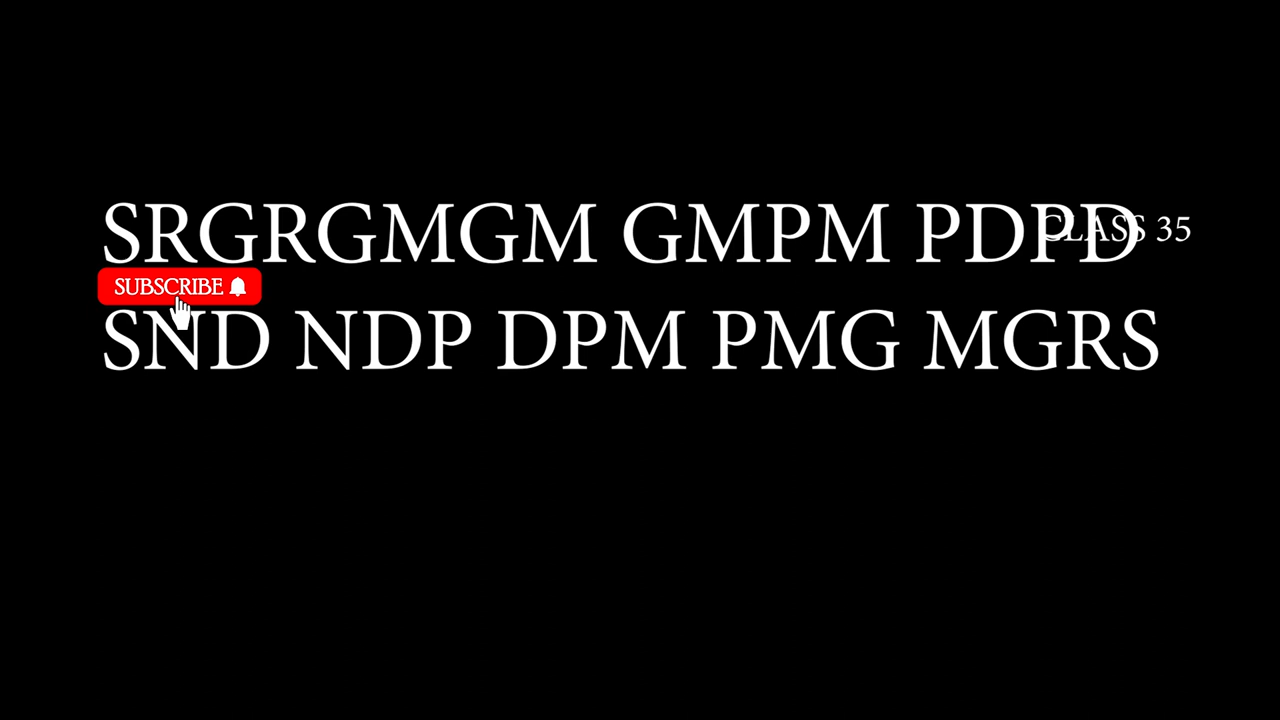 SRGRGMGM GMPM PDPD
CLASS 35
SUBSCRIBE
SND NDP DPM PMG MGRS